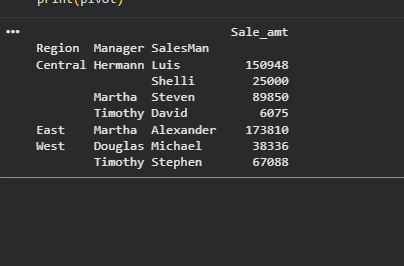 print(pivot)
Sale_amt
Region Manager SalesMan
Central Hermann Luis 150948
Shelli 25000
Martha Steven 89850
Timothy David 6075
East Martha Alexander 173810
West Douglas Michael 38336
Timothy Stephen 67088